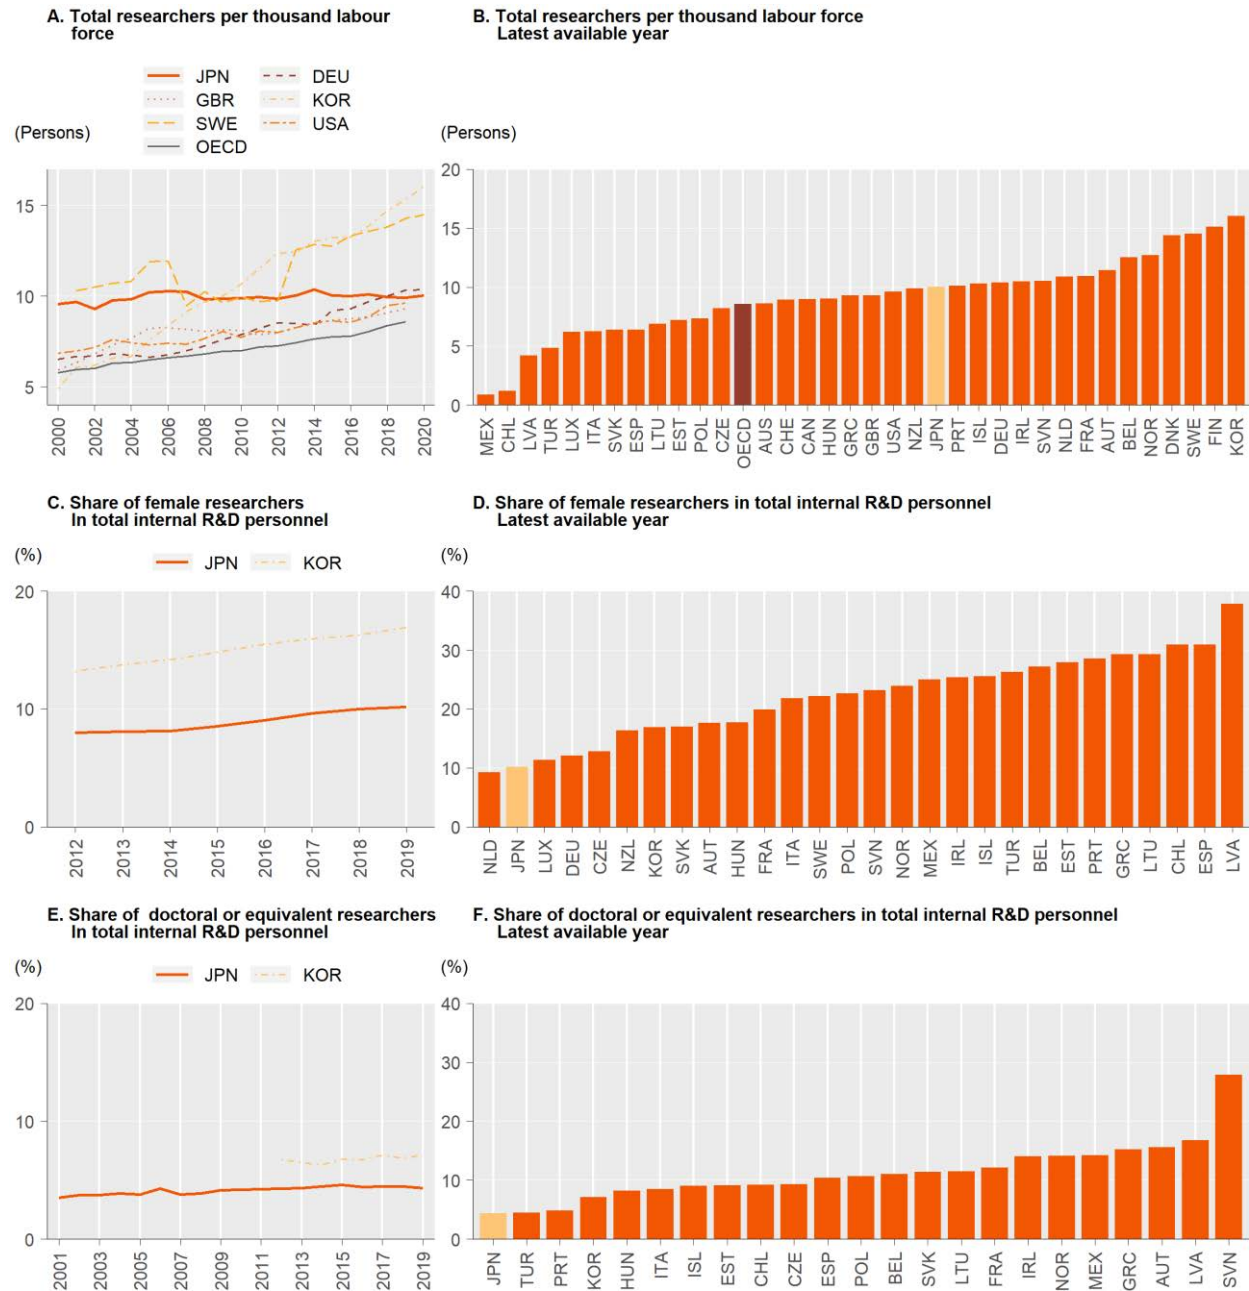 A. Total researchers per thousand labour
force
JPN DEU
GBR KOR
SWE USA
OECD
(Persons)
15
10
5
2000 2002 2004 2006 2008 2010 2012 2014 2016 2018 2020
B. Total researchers per thousand labour force
Latest available year
(Persons)
20
15
10
5
0
MEX CHL LVA TUR LUX ITA SVK ESP LTU EST POL CZE OECD AUS CHE CAN HUN GRC GBR USA NZL JPN PRT ISL DEU IRL SVN NLD FRA AUT BEL NOR DNK SWE FIN KOR
C. Share of female researchers
In total internal R&D personnel
(%)
JPN KOR
20
10
0
2012 2013 2014 2015 2016 2017 2018 2019
D. Share of female researchers in total internal R&D personnel
Latest available year
(%)
40
30
20
10
0
NLD JPN LUX DEU CZE NZL KOR SVK AUT HUN FRA ITA SWE POL SVN NOR MEX IRL ISL TUR BEL EST PRT GRC LTU CHL ESP LVA
E. Share of doctoral or equivalent researchers
In total internal R&D personnel
(%)
JPN KOR
20
10
0
2001 2003 2005 2007 2009 2011 2013 2015 2017 2019
F. Share of doctoral or equivalent researchers in total internal R&D personnel
Latest available year
(%)
40
30
20
10
0
JPN TUR PRT KOR HUN ITA ISL EST CHL CZE ESP POL BEL SVK LTU FRA IRL NOR MEX GRC AUT LVA SVN